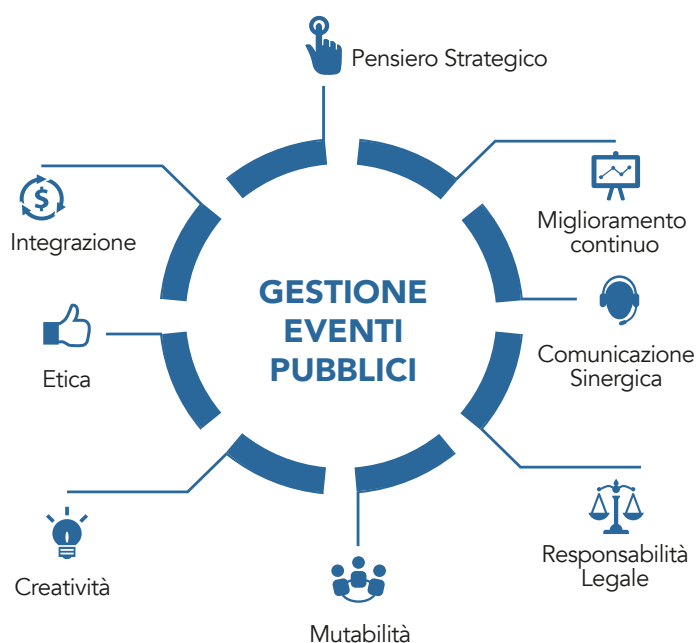 Pensiero Strategico
Miglioramento
continuo
Comunicazione
Sinergica
Responsabilità
Legale
Mutabilità
Creatività
Etica
Integrazione
$
GESTIONE
EVENTI
PUBBLICI